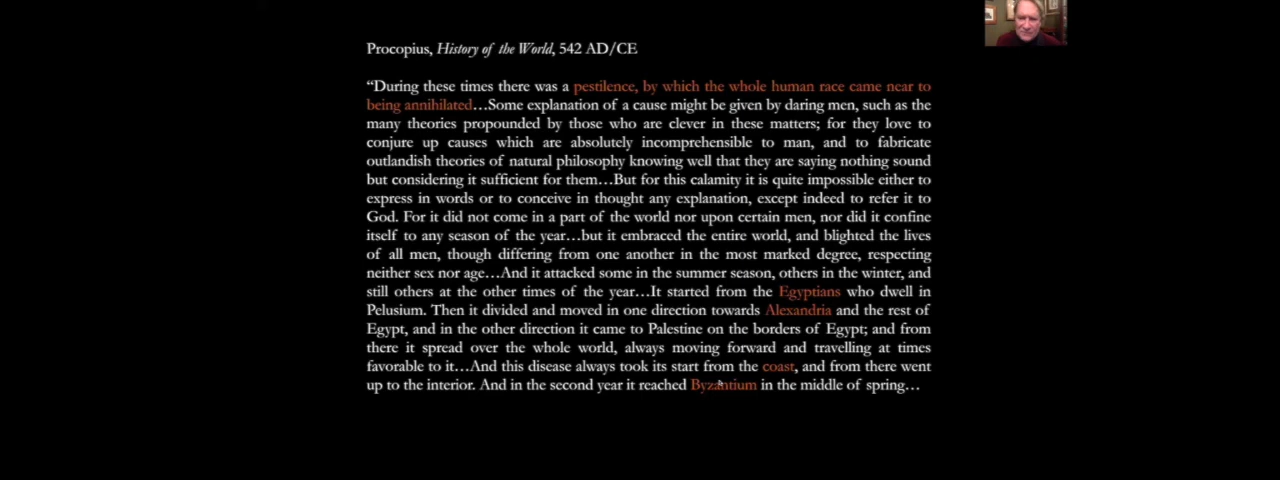 Procopius, History of the World, 542 AD/CE
“During these times there was a pestilence, by which the whole human race came near to
being annihilated…Some explanation of a cause might be given by daring men, such as the
many theories propounded by those who are clever in these matters; for they love to
conjure up causes which are absolutely incomprehensible to man, and to fabricate
outlandish theories of natural philosophy knowing well that they are saying nothing sound
but considering it sufficient for them…But for this calamity it is quite impossible either to
express in words or to conceive in thought any explanation, except indeed to refer it to
God. For it did not come in a part of the world nor upon certain men, nor did it confine
itself to any season of the year…but it embraced the entire world, and blighted the lives
of all men, though differing from one another in the most marked degree, respecting
neither sex nor age…And it attacked some in the summer season, others in the winter, and
still others at the other times of the year…It started from the Egyptians who dwell in
Pelusium. Then it divided and moved in one direction towards Alexandria and the rest of
Egypt, and in the other direction it came to Palestine on the borders of Egypt; and from
there it spread over the whole world, always moving forward and travelling at times
favorable to it…And this disease always took its start from the coast, and from there went
up to the interior. And in the second year it reached Byzantium in the middle of spring…